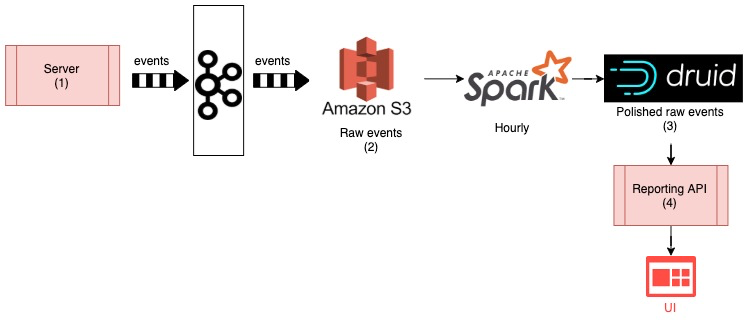 Server
(1)
events
events
Amazon S3
Raw events
(2)
APACHE
Spark™
Hourly
druid
Polished raw events
(3)
Reporting API
(4)
UI